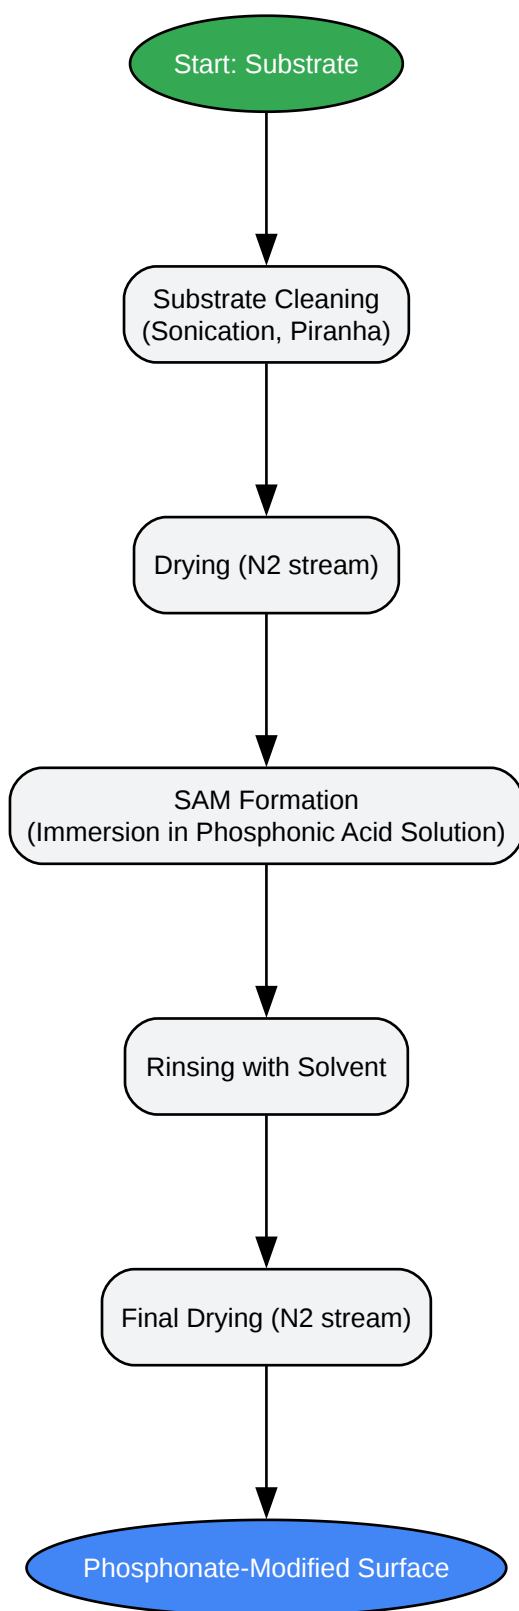 Start: Substrate
Substrate Cleaning
(Sonication, Piranha)
Drying (N2 stream)
SAM Formation
(Immersion in Phosphonic Acid Solution)
Rinsing with Solvent
Final Drying (N2 stream)
Phosphonate-Modified Surface